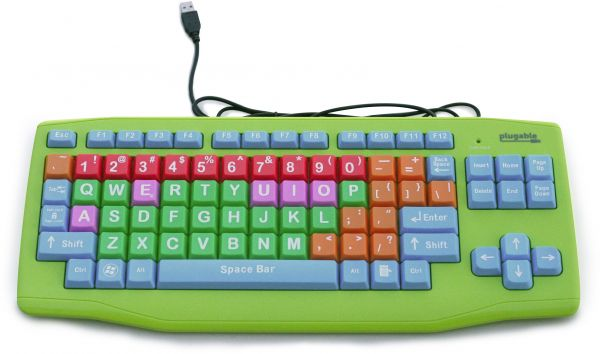 Esc F1 F2 F3 F4 F5 F6 F7 F8 F9 F10 F11 F12
plugable
1! 2@ 3# 4$ 5% 6^ 7& 8* 9( 0) - _ = + Back Space Insert Home Page Up
Tab Q W E R T Y U I O P [ { ] } \ | Delete End Page Down
A S D F G H J K L ; : ' " Enter
Shift Z X C V B N M , < . > / ? Shift
Ctrl Alt Space Bar Alt Ctrl